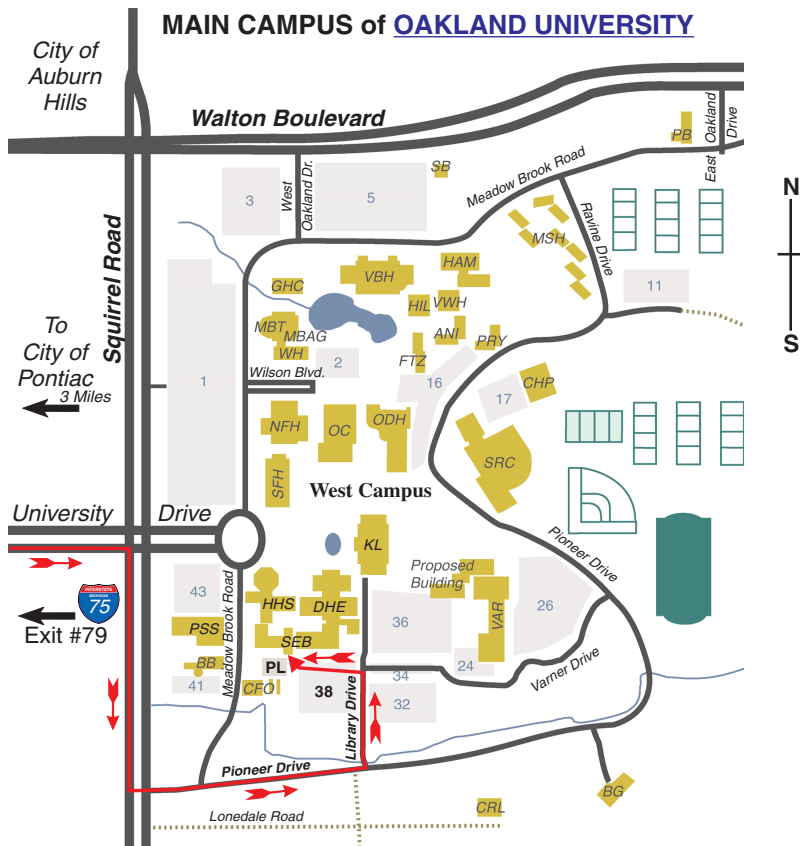 MAIN CAMPUS of OAKLAND UNIVERSITY
City of
Auburn
Hills
Walton Boulevard
PB
East Oakland
Drive
SB
Meadow Brook Road
N
3
West
Oakland Dr.
5
Ravine Drive
MSH
Squirrel Road
HAM
VBH
GHC
11
HIL
VWH
MBT
MBAG
ANI
S
To
City of
Pontiac
3 Miles
WH
2
FTZ
PRY
Wilson Blvd.
1
16
17
CHP
NFH
OC
ODH
SRC
SFH
West Campus
University
Drive
KL
Pioneer Drive
Proposed
Building
43
Meadow Brook Road
HHS
DHE
INTERSTATE
MICHIGAN
75
Exit #79
PSS
36
VAR
26
SEB
BB
PL
24
Varner Drive
41
CFO
38
Library Drive
34
32
Pioneer Drive
BG
CRL
Lonedale Road